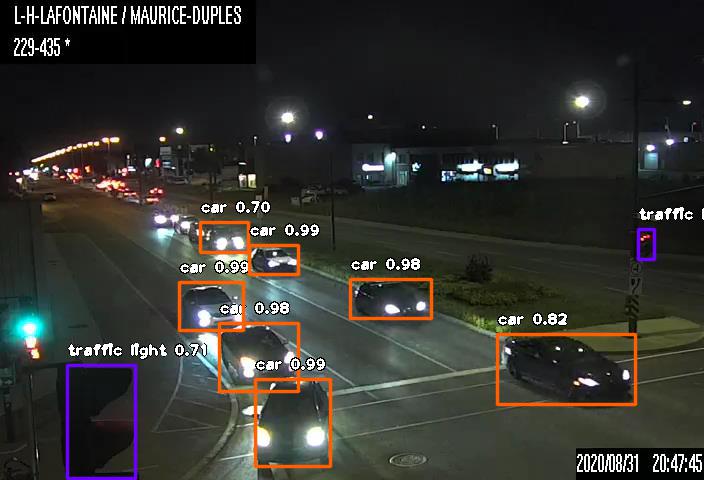 L-H-LAFONTAINE / MAURICE-DUPLES
229-435 *
car 0.70
traffic l
car 0.99
car 0.99
car 0.98
car 0.98
car 0.82
traffic light 0.71
car 0.99
2020/08/31 20:47:45